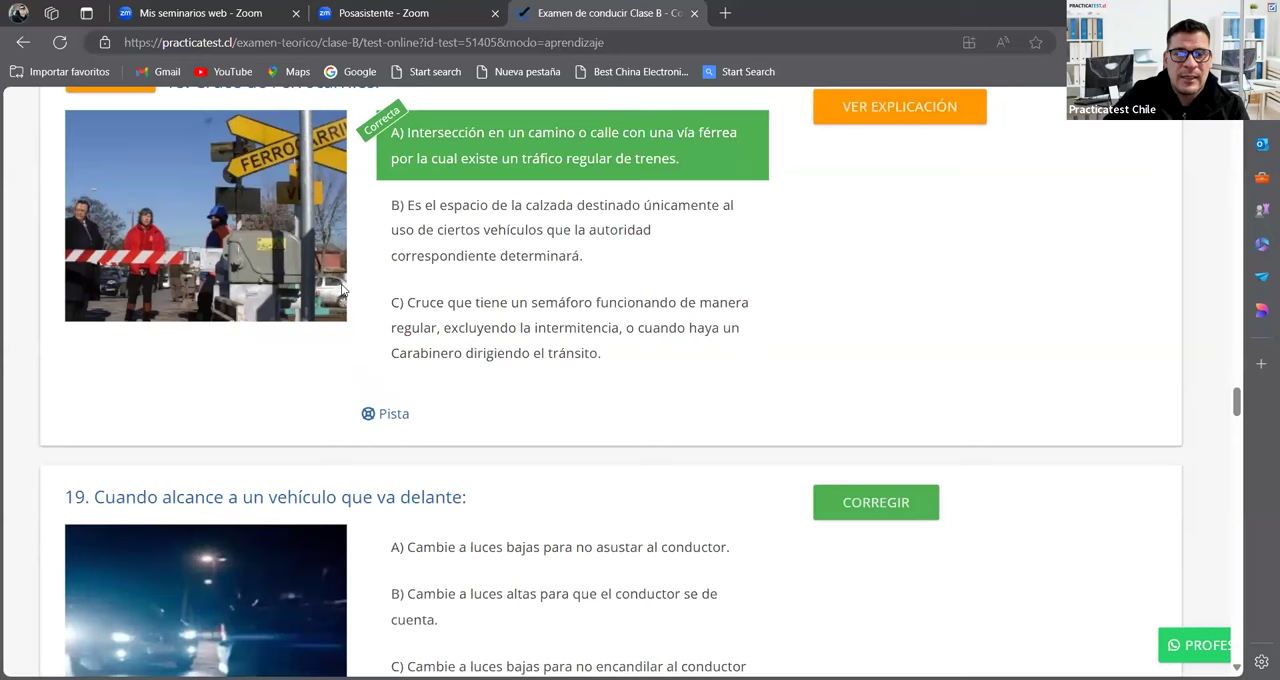 Mis seminarios web - Zoom
Posasistente - Zoom
Examen de conducir Clase B - Co
https://practicatest.cl/examen-teorico/clase-B/test-online?id-test=51405&modo=aprendizaje
Importar favoritos
Gmail
YouTube
Maps
Google
Start search
Nueva pestaña
Best China Electroni...
Start Search
PRACTICATEST.cl
Practicatest Chile
VER EXPLICACIÓN
FERROCARRI
Correcta
A) Intersección en un camino o calle con una vía férrea
por la cual existe un tráfico regular de trenes.
B) Es el espacio de la calzada destinado únicamente al
uso de ciertos vehículos que la autoridad
correspondiente determinará.
C) Cruce que tiene un semáforo funcionando de manera
regular, excluyendo la intermitencia, o cuando haya un
Carabinero dirigiendo el tránsito.
Pista
19. Cuando alcance a un vehículo que va delante:
CORREGIR
A) Cambie a luces bajas para no asustar al conductor.
B) Cambie a luces altas para que el conductor se de
cuenta.
C) Cambie a luces bajas para no encandilar al conductor
PROFES